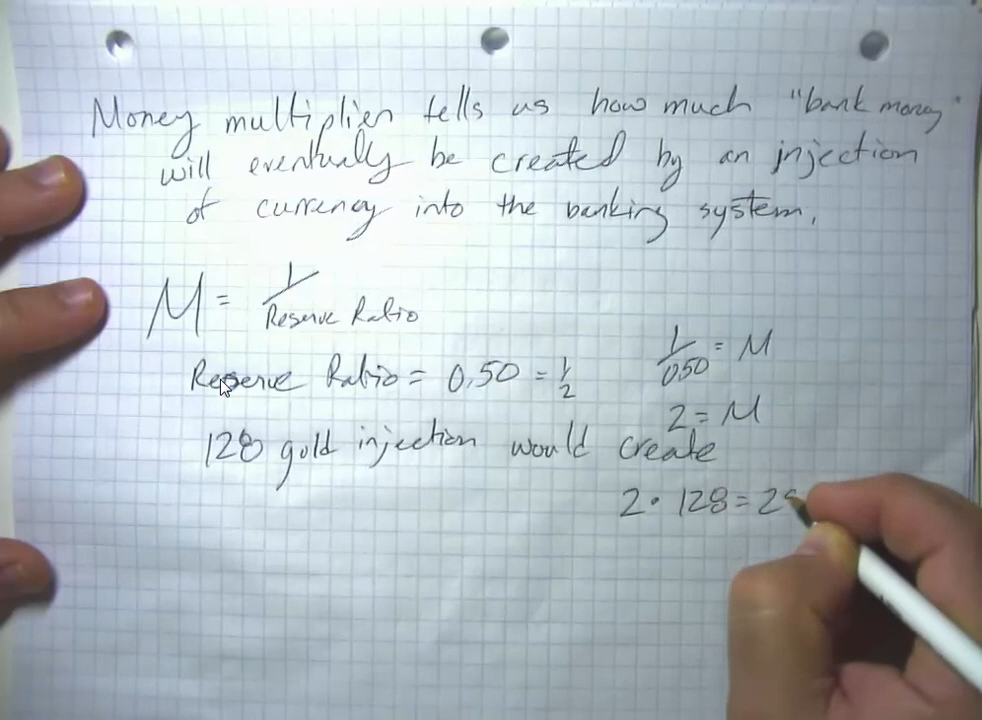 Money multiplier tells us how much "bank money"
will eventually be created by an injection
of currency into the banking system.
M = 1/Reserve Ratio
Reserve Ratio = 0.50 = 1/2
1/0.50 = M
2 = M
128 gold injection would create
2 · 128 = 25